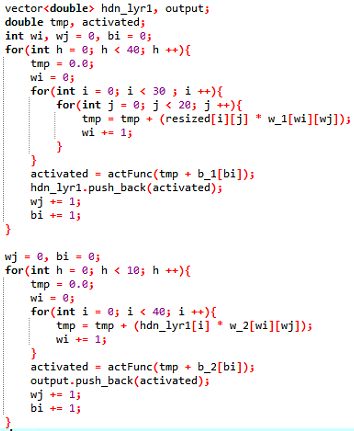 vector<double> hdn_lyr1, output;
double tmp, activated;
int wi, wj = 0, bi = 0;
for(int h = 0; h < 40; h ++){
    tmp = 0.0;
    wi = 0;
    for(int i = 0; i < 30 ; i ++){
        for(int j = 0; j < 20; j ++){
            tmp = tmp + (resized[i][j] * w_1[wi][wj]);
            wi += 1;
        }
    }
    activated = actFunc(tmp + b_1[bi]);
    hdn_lyr1.push_back(activated);
    wj += 1;
    bi += 1;
}

wj = 0, bi = 0;
for(int h = 0; h < 10; h ++){
    tmp = 0.0;
    wi = 0;
    for(int i = 0; i < 40; i ++){
        tmp = tmp + (hdn_lyr1[i] * w_2[wi][wj]);
        wi += 1;
    }
    activated = actFunc(tmp + b_2[bi]);
    output.push_back(activated);
    wj += 1;
    bi += 1;
}